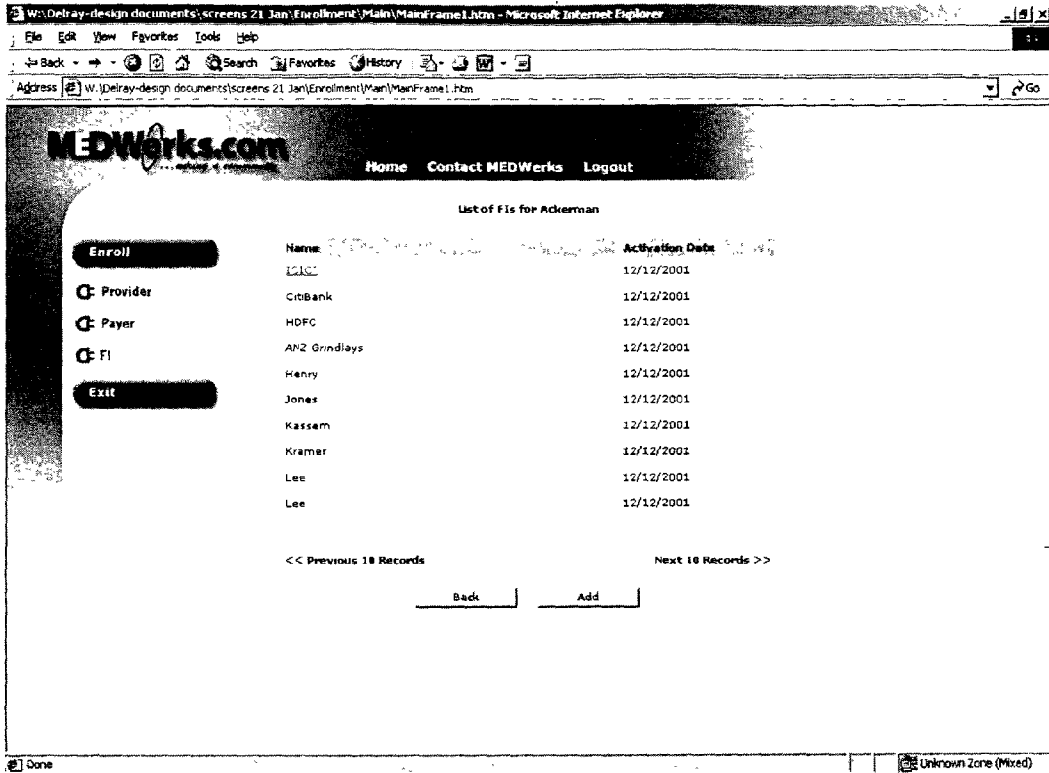 W:\Delray-design documents\screens 21 Jan\Enrollment\Main\MainFrame1.htm - Microsoft Internet Explorer
File Edit View Favorites Tools Help
Back Search Favorites History
Address W:\Delray-design documents\screens 21 Jan\Enrollment\Main\MainFrame1.htm Go
MEDWorks.com
Home Contact MEDWerks Logout
List of FIs for Ackerman
Enroll
Provider
Payer
FI
Exit
Name Activation Date
ICICI 12/12/2001
CitiBank 12/12/2001
HDFC 12/12/2001
ANZ Grindlays 12/12/2001
Henry 12/12/2001
Jones 12/12/2001
Kassem 12/12/2001
Kramer 12/12/2001
Lee 12/12/2001
Lee 12/12/2001
<< Previous 10 Records Next 10 Records >>
Back Add
Done Unknown Zone (Mixed)